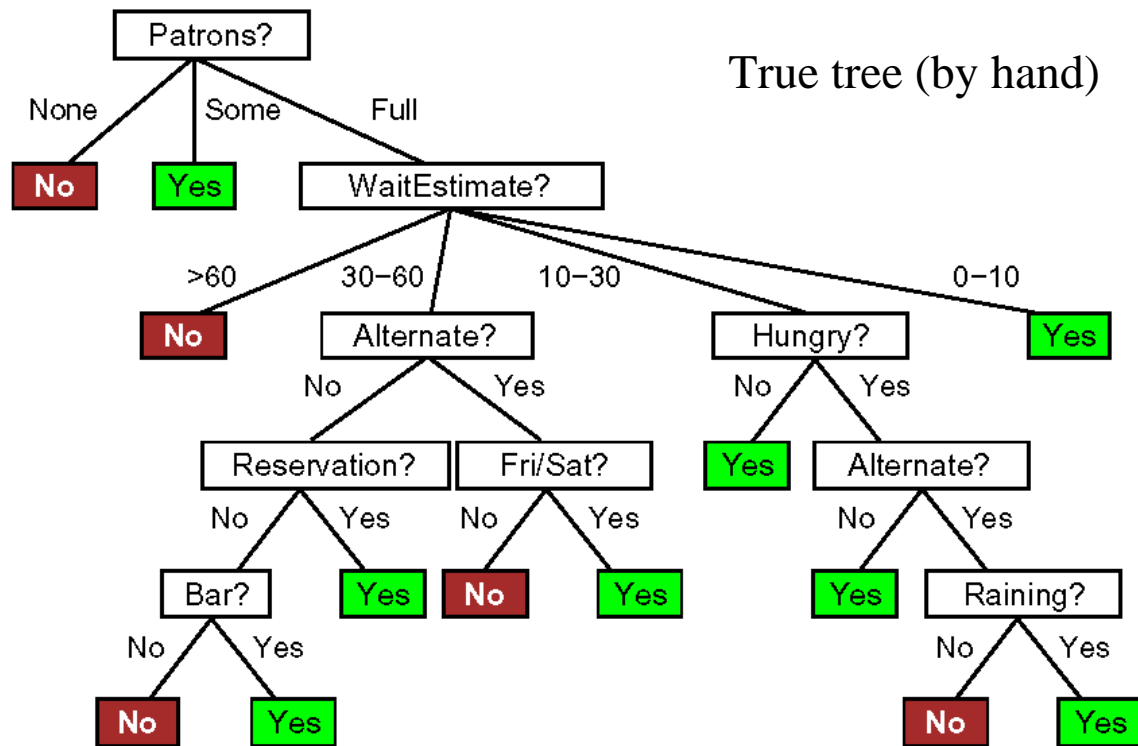 Patrons?
True tree (by hand)
None Some Full
No Yes WaitEstimate?
>60 30−60 10−30 0−10
No Alternate? Hungry? Yes
No Yes No Yes
Reservation? Fri/Sat? Yes Alternate?
No Yes No Yes No Yes
Bar? Yes No Yes Yes Raining?
No Yes No Yes
No Yes No Yes